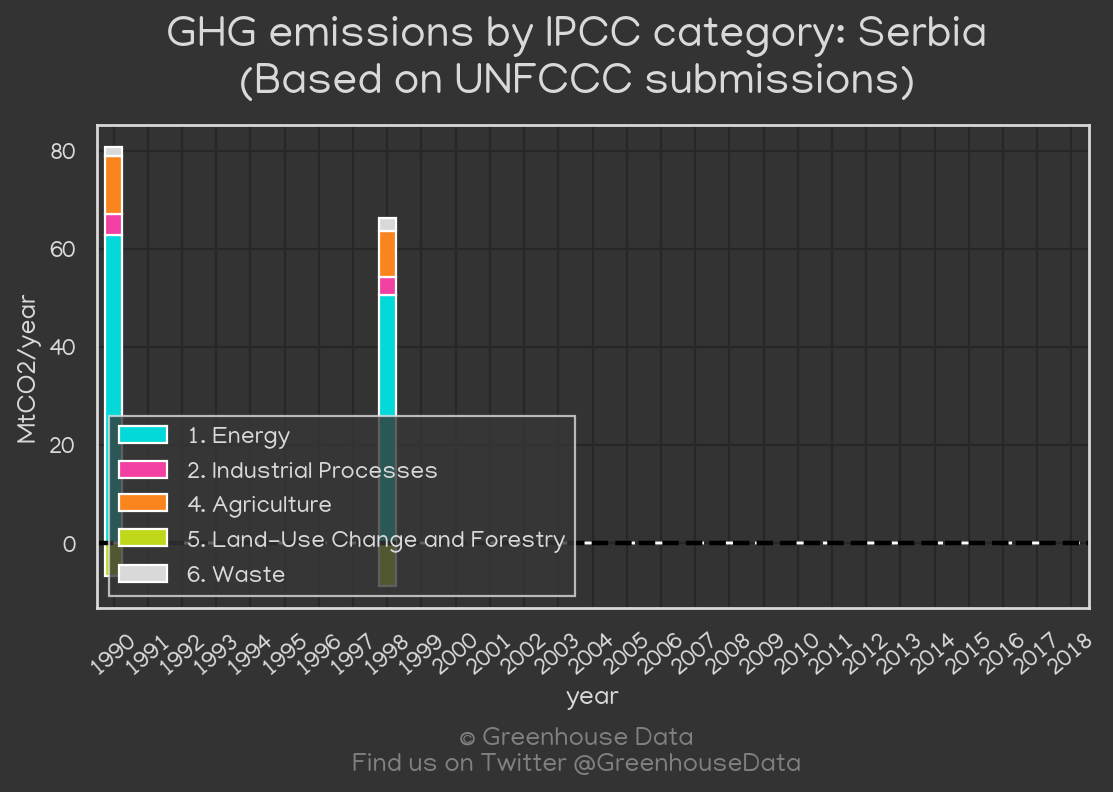 GHG emissions by IPCC category: Serbia
(Based on UNFCCC submissions)
MtCO2/year
80
60
40
20
0
1. Energy
2. Industrial Processes
4. Agriculture
5. Land-Use Change and Forestry
6. Waste
1990 1991 1992 1993 1994 1995 1996 1997 1998 1999 2000 2001 2002 2003 2004 2005 2006 2007 2008 2009 2010 2011 2012 2013 2014 2015 2016 2017 2018
year
© Greenhouse Data
Find us on Twitter @GreenhouseData